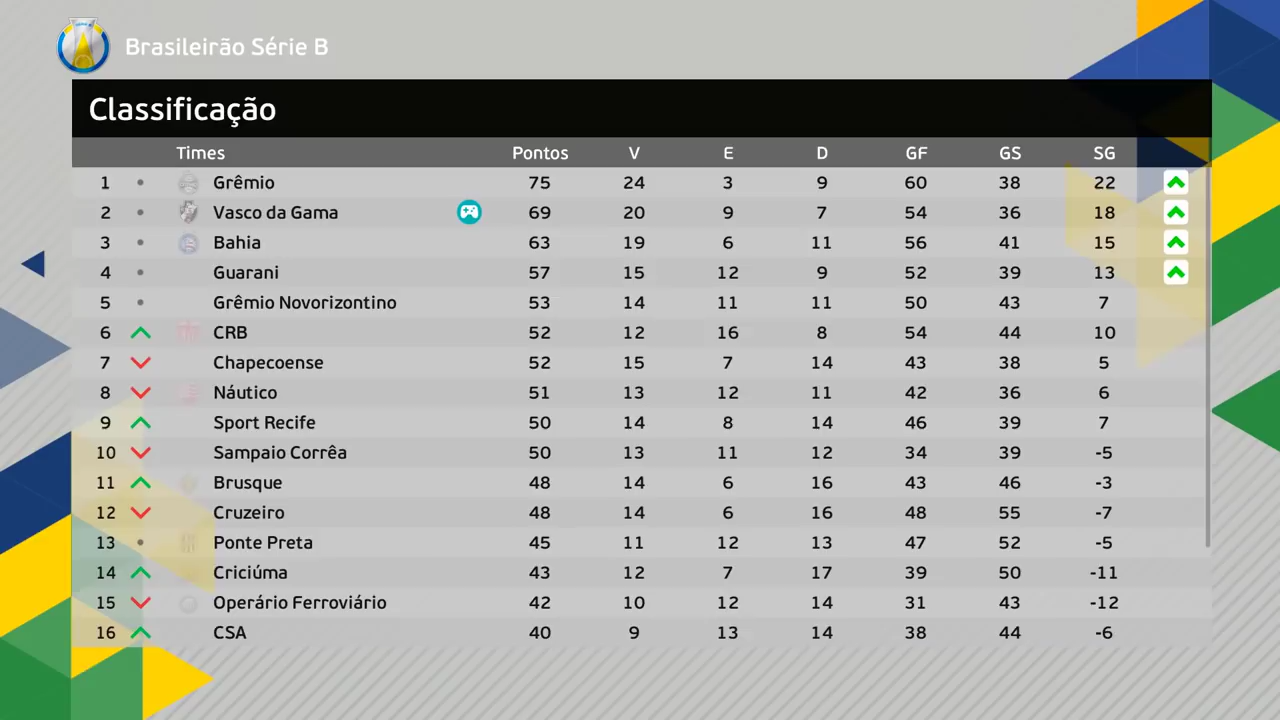 Brasileirão Série B
Classificação
Times Pontos V E D GF GS SG
1 Grêmio 75 24 3 9 60 38 22
2 Vasco da Gama 69 20 9 7 54 36 18
3 Bahia 63 19 6 11 56 41 15
4 Guarani 57 15 12 9 52 39 13
5 Grêmio Novorizontino 53 14 11 11 50 43 7
6 CRB 52 12 16 8 54 44 10
7 Chapecoense 52 15 7 14 43 38 5
8 Náutico 51 13 12 11 42 36 6
9 Sport Recife 50 14 8 14 46 39 7
10 Sampaio Corrêa 50 13 11 12 34 39 -5
11 Brusque 48 14 6 16 43 46 -3
12 Cruzeiro 48 14 6 16 48 55 -7
13 Ponte Preta 45 11 12 13 47 52 -5
14 Criciúma 43 12 7 17 39 50 -11
15 Operário Ferroviário 42 10 12 14 31 43 -12
16 CSA 40 9 13 14 38 44 -6